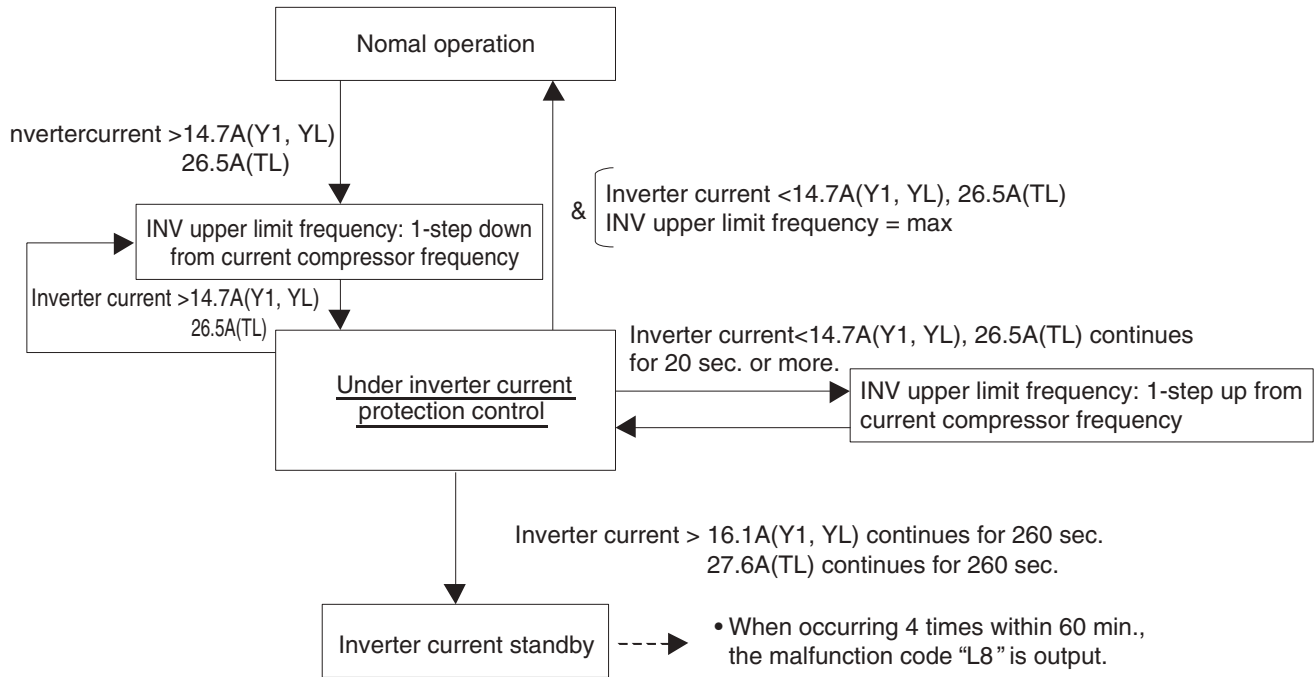 Nomal operation
nvertercurrent >14.7A(Y1, YL)
26.5A(TL)
&
Inverter current <14.7A(Y1, YL), 26.5A(TL)
INV upper limit frequency = max
INV upper limit frequency: 1-step down
from current compressor frequency
Inverter current >14.7A(Y1, YL)
26.5A(TL)
Under inverter current
protection control
Inverter current<14.7A(Y1, YL), 26.5A(TL) continues
for 20 sec. or more.
INV upper limit frequency: 1-step up from
current compressor frequency
Inverter current > 16.1A(Y1, YL) continues for 260 sec.
27.6A(TL) continues for 260 sec.
Inverter current standby
• When occurring 4 times within 60 min.,
the malfunction code “L8” is output.